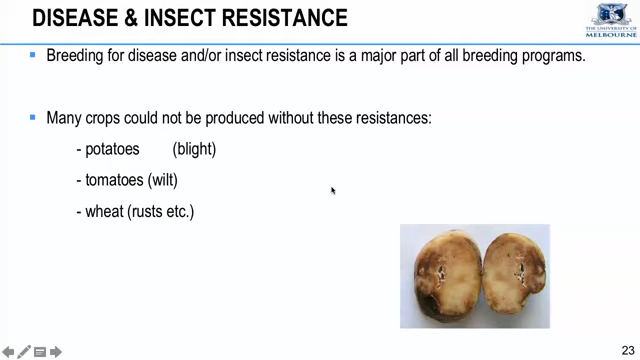 DISEASE & INSECT RESISTANCE
THE UNIVERSITY OF
MELBOURNE
Breeding for disease and/or insect resistance is a major part of all breeding programs.
Many crops could not be produced without these resistances:
- potatoes (blight)
- tomatoes (wilt)
- wheat (rusts etc.)
23